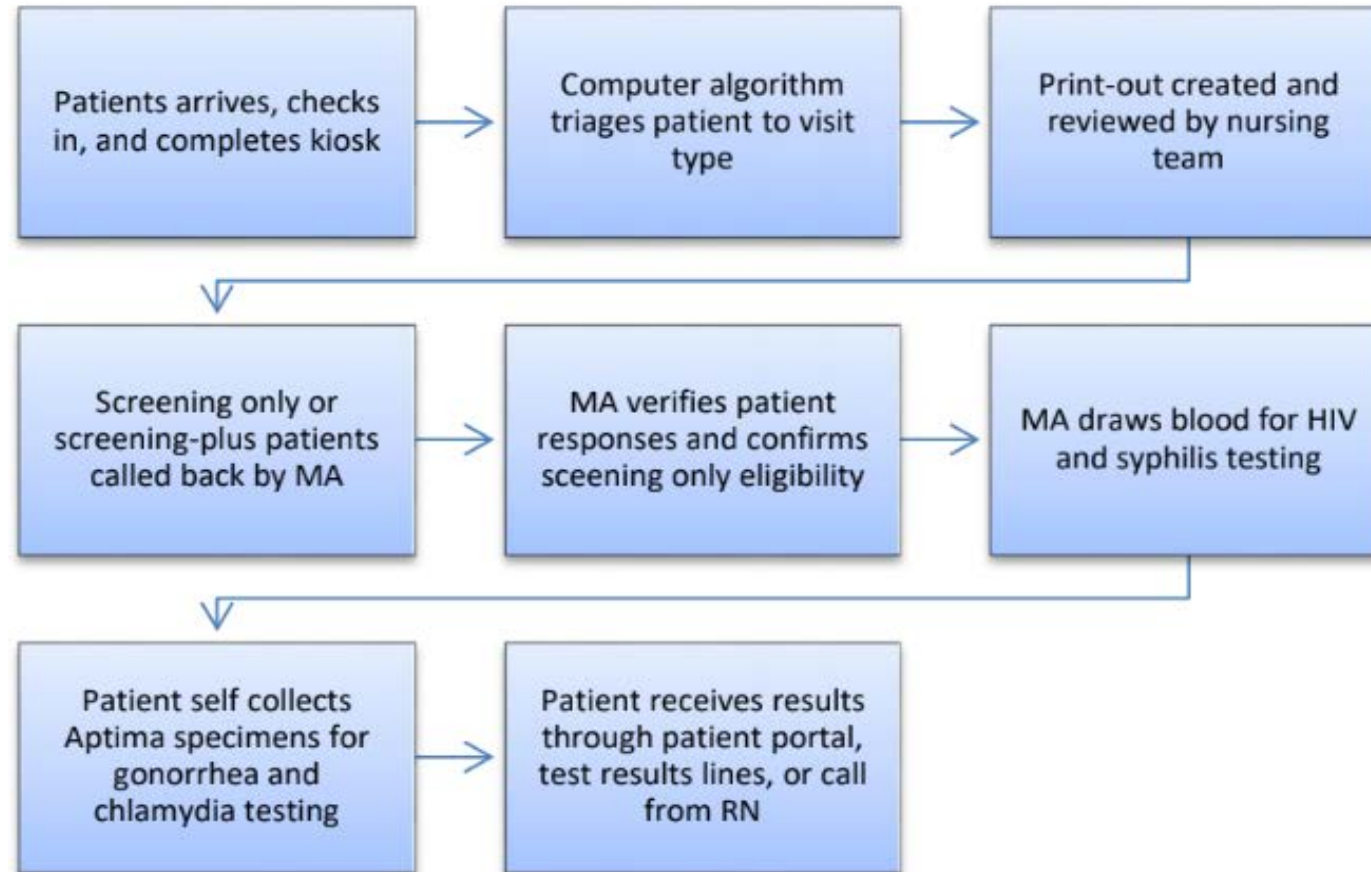 Patients arrives, checks
in, and completes kiosk
Computer algorithm
triages patient to visit
type
Print-out created and
reviewed by nursing
team
Screening only or
screening-plus patients
called back by MA
MA verifies patient
responses and confirms
sceening only eligibility
MA draws blood for HIV
and syphilis testing
Patient self collects
Aptima specimens for
gonorrhea and
chlamydia testing
Patient receives results
through patient portal,
test results lines, or call
from RN